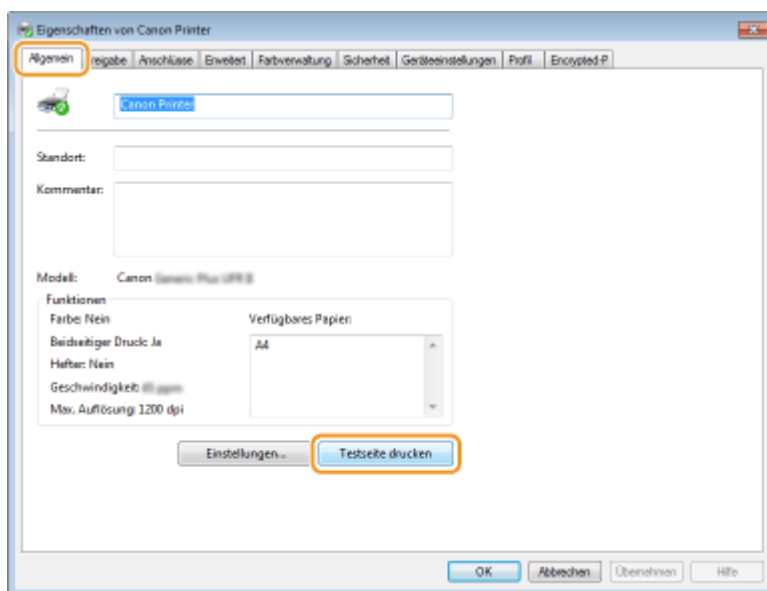 Eigenschaften von Canon Printer
Allgemein Freigabe Anschlüsse Erweitert Farbverwaltung Sicherheit Geräteeinstellungen Profil Encrypted-P
Canon Printer
Standort:
Kommentar:
Modell: Canon
Funktionen
Farbe: Nein Verfügbares Papier:
Beidseitiger Druck: Ja A4
Hefter: Nein
Geschwindigkeit:
Max. Auflösung: 1200 dpi
Einstellungen... Testseite drucken
OK Abbrechen Übernehmen Hilfe